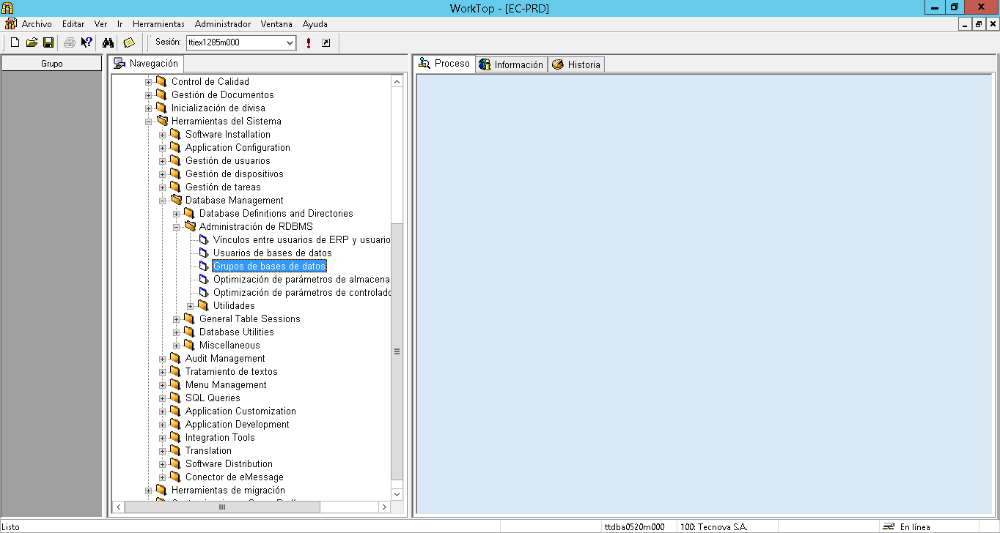 WorkTop - [EC-PRD]
Archivo Editar Ver Ir Herramientas Administrador Ventana Ayuda
Sesión: ttiex1285m000
Grupo
Navegación
Control de Calidad
Gestión de Documentos
Inicialización de divisa
Herramientas del Sistema
Software Installation
Application Configuration
Gestión de usuarios
Gestión de dispositivos
Gestión de tareas
Database Management
Database Definitions and Directories
Administración de RDBMS
Vínculos entre usuarios de ERP y usuario
Usuarios de bases de datos
Grupos de bases de datos
Optimización de parámetros de almacena
Optimización de parámetros de controlado
Utilidades
General Table Sessions
Database Utilities
Miscellaneous
Audit Management
Tratamiento de textos
Menu Management
SQL Queries
Application Customization
Application Development
Integration Tools
Translation
Software Distribution
Conector de eMessage
Herramientas de migración
Proceso Información Historia
Listo ttdba0520m000 100: Tecnova S.A. En línea